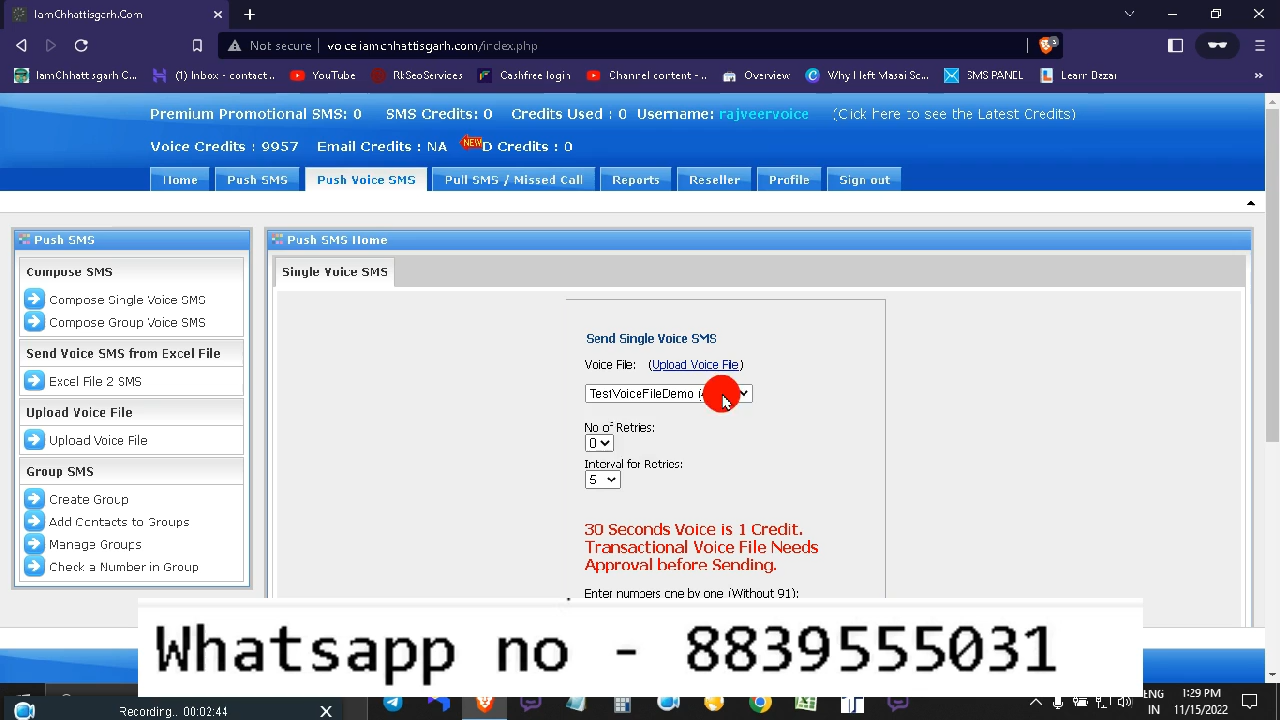 IamChhattisgarh.Com
Not secure
voice.iamchhattisgarh.com/index.php
IamChhattisgarh C...
(1) Inbox - contact...
YouTube
RkSeoServices
Cashfree login
Channel content - ...
Overview
Why I left Masai Sc...
SMS PANEL
Learn Bazar
Premium Promotional SMS: 0 SMS Credits: 0 Credits Used : 0 Username: rajveervoice (Click here to see the Latest Credits)
Voice Credits : 9957 Email Credits : NA NEW D Credits : 0
Home
Push SMS
Push Voice SMS
Pull SMS / Missed Call
Reports
Reseller
Profile
Sign out
Push SMS
Compose SMS
Compose Single Voice SMS
Compose Group Voice SMS
Send Voice SMS from Excel File
Excel File 2 SMS
Upload Voice File
Upload Voice File
Group SMS
Create Group
Add Contacts to Groups
Manage Groups
Check a Number in Group
Push SMS Home
Single Voice SMS
Send Single Voice SMS
Voice File: (Upload Voice File)
TestVoiceFileDemo
No of Retries:
0
Interval for Retries:
5
30 Seconds Voice is 1 Credit.
Transactional Voice File Needs
Approval before Sending.
Enter numbers one by one (Without 91):
Whatsapp no - 8839555031
Recording.. 00:02:44
ENG
IN
1:29 PM
11/15/2022